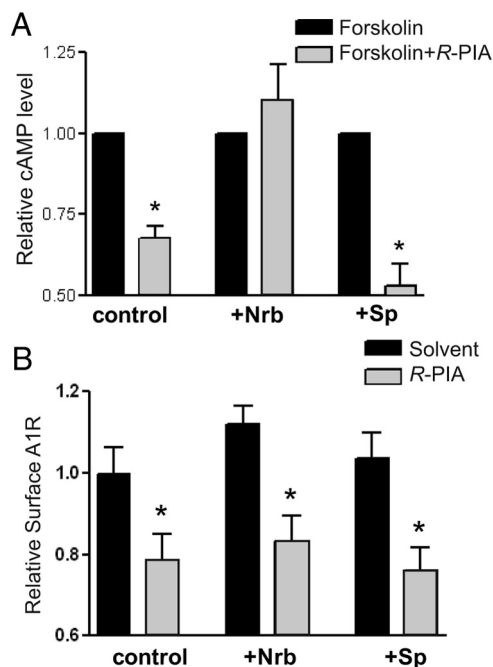 A
Forskolin
Forskolin+R-PIA
Relative cAMP level
1.25
1.00
0.75
0.50
*
*
control
+Nrb
+Sp
B
Solvent
R-PIA
Relative Surface A1R
1.2
1.0
0.8
0.6
*
*
*
control
+Nrb
+Sp